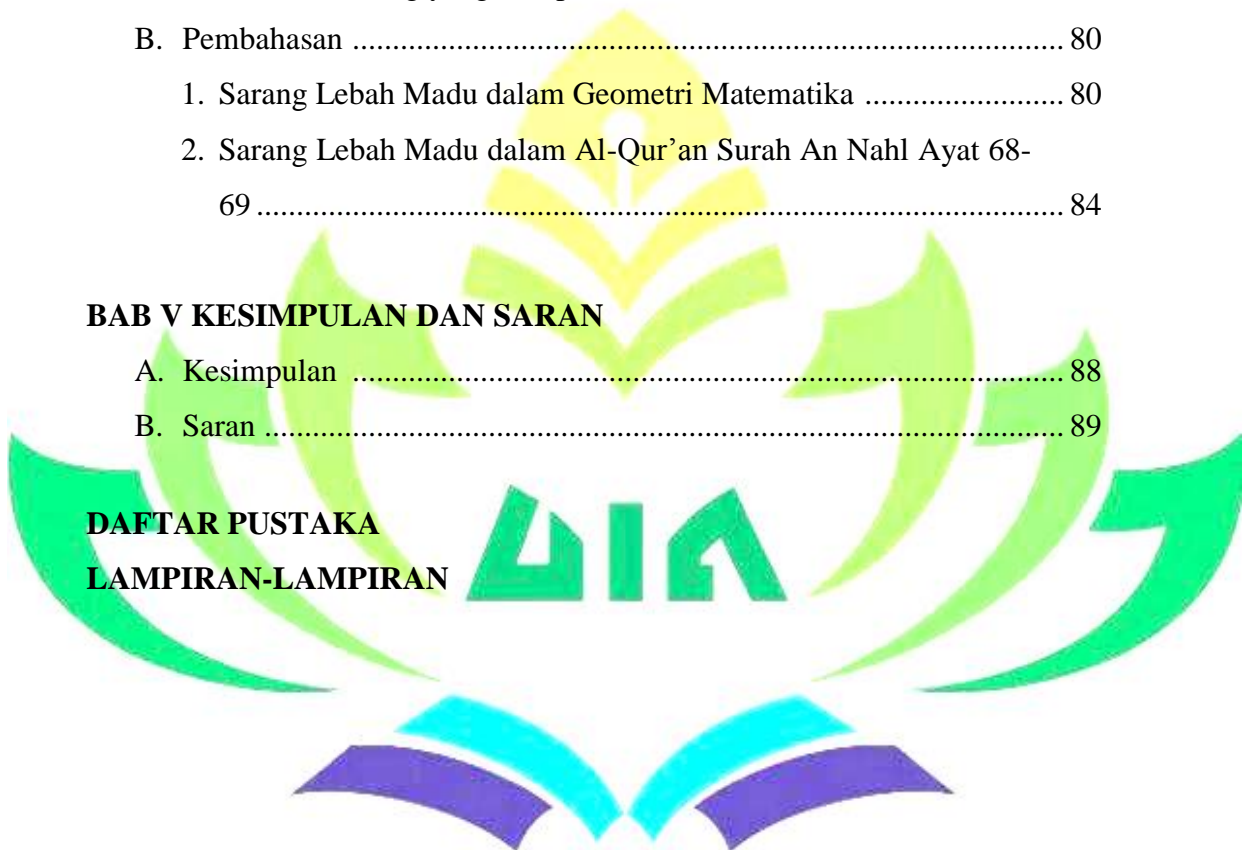 B. Pembahasan ........................................................................................... 80
1. Sarang Lebah Madu dalam Geometri Matematika ......................... 80
2. Sarang Lebah Madu dalam Al-Qur’an Surah An Nahl Ayat 68-
69 ....................................................................................................... 84
BAB V KESIMPULAN DAN SARAN
A. Kesimpulan ........................................................................................... 88
B. Saran ...................................................................................................... 89
DAFTAR PUSTAKA
LAMPIRAN-LAMPIRAN